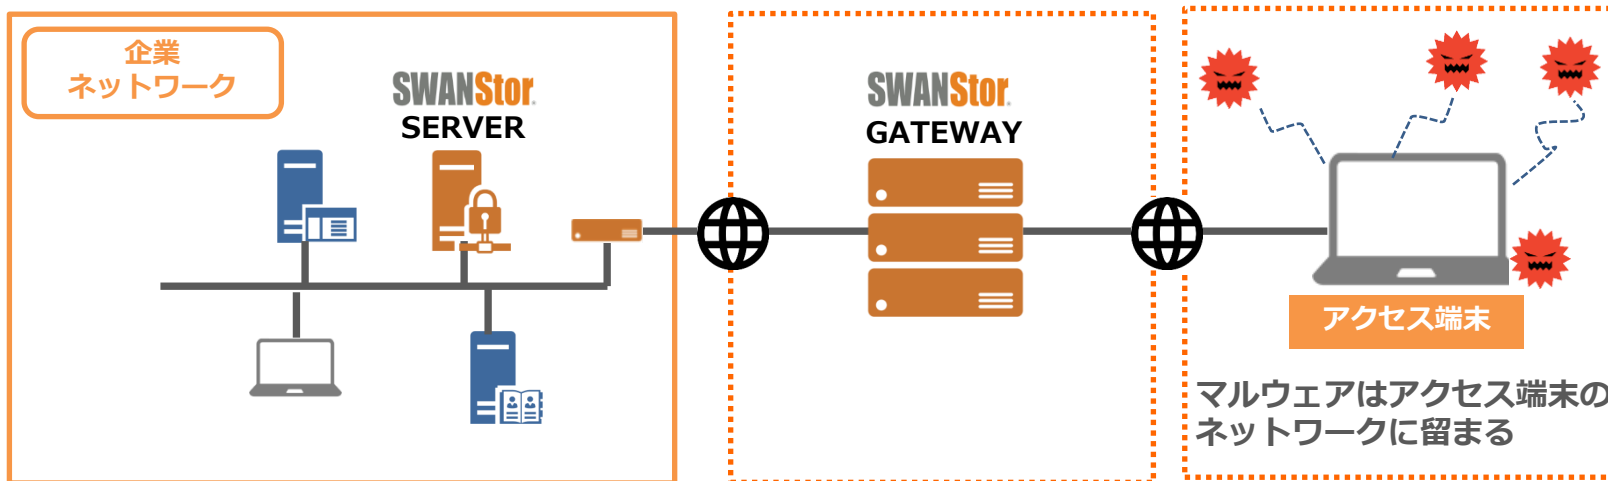 企業
ネットワーク
SWANStor.
SERVER
SWANStor.
GATEWAY
アクセス端末
マルウェアはアクセス端末の
ネットワークに留まる